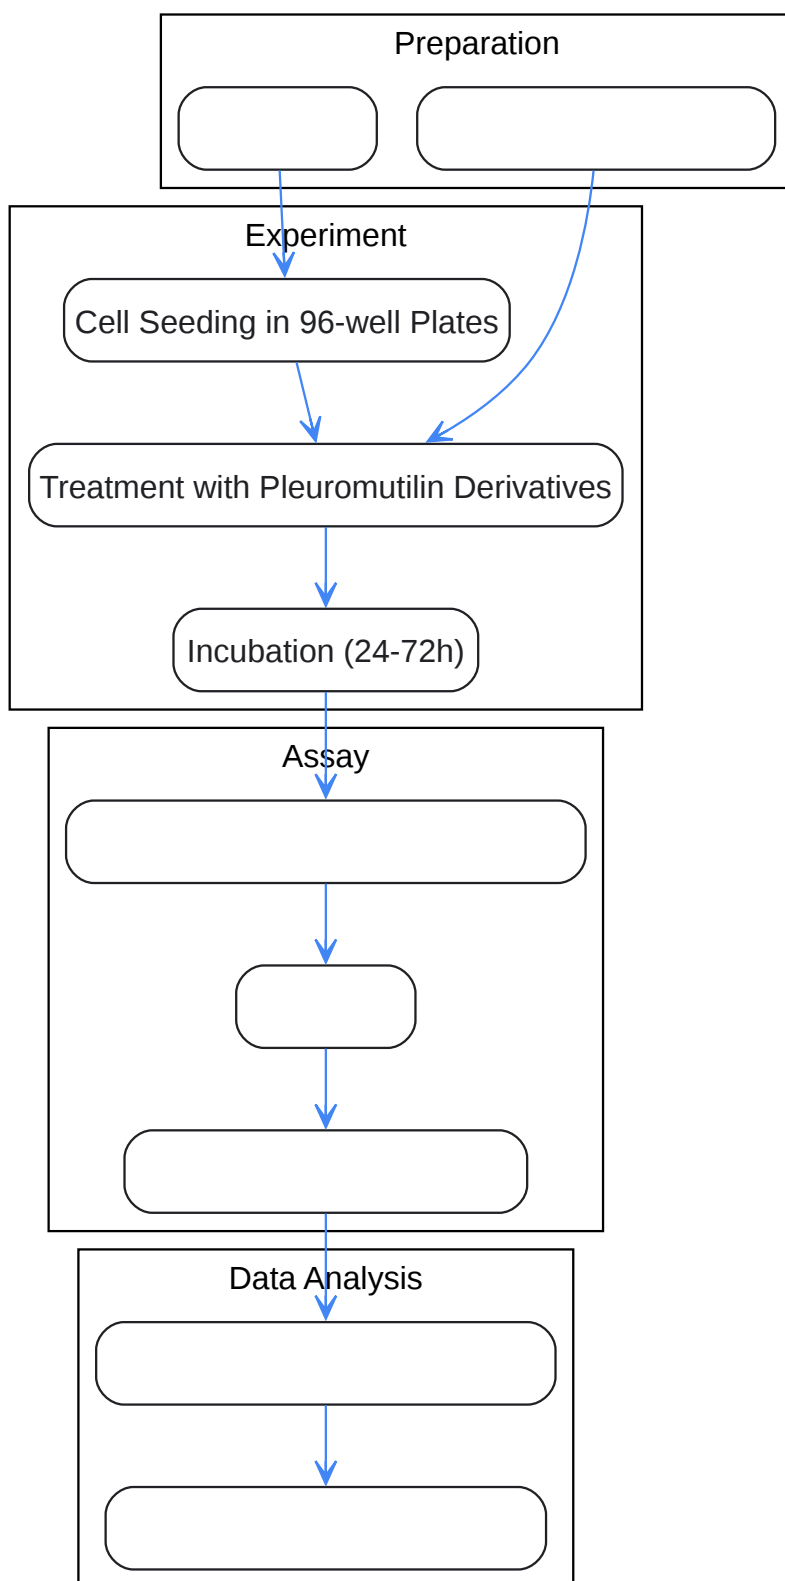 Preparation
Experiment
Cell Seeding in 96-well Plates
Treatment with Pleuromutilin Derivatives
Incubation (24-72h)
Assay
Data Analysis